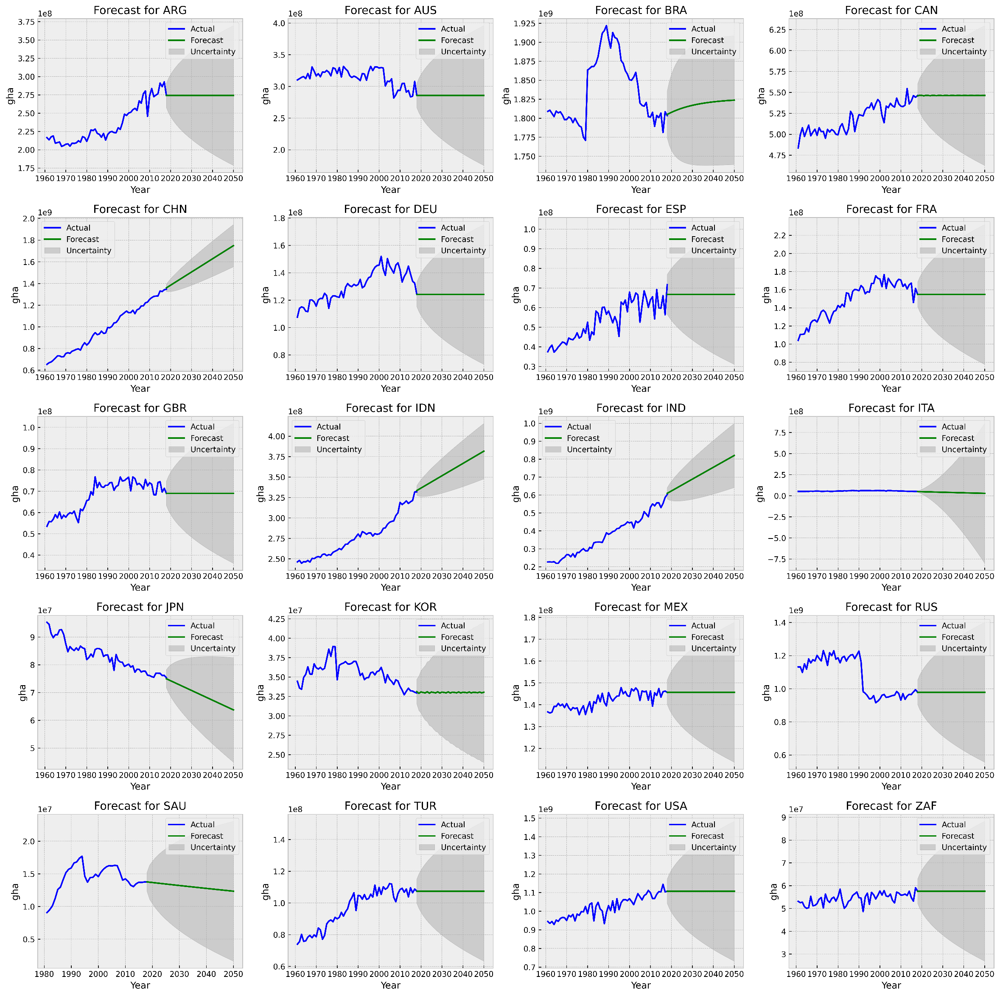 Forecast for ARG
1e8
3.75
3.50
3.25
3.00
2.75
2.50
2.25
2.00
1.75
gha
Actual
Forecast
Uncertainty
1960 1970 1980 1990 2000 2010 2020 2030 2040 2050
Year
Forecast for AUS
1e8
4.0
3.5
3.0
2.5
2.0
gha
Actual
Forecast
Uncertainty
1960 1970 1980 1990 2000 2010 2020 2030 2040 2050
Year
Forecast for BRA
1e9
1.925
1.900
1.875
1.850
1.825
1.800
1.775
1.750
gha
Actual
Forecast
Uncertainty
1960 1970 1980 1990 2000 2010 2020 2030 2040 2050
Year
Forecast for CAN
1e8
6.25
6.00
5.75
5.50
5.25
5.00
4.75
gha
Actual
Forecast
Uncertainty
1960 1970 1980 1990 2000 2010 2020 2030 2040 2050
Year
Forecast for CHN
1e9
2.0
1.8
1.6
1.4
1.2
1.0
0.8
0.6
gha
Actual
Forecast
Uncertainty
1960 1970 1980 1990 2000 2010 2020 2030 2040 2050
Year
Forecast for DEU
1e8
1.8
1.6
1.4
1.2
1.0
0.8
gha
Actual
Forecast
Uncertainty
1960 1970 1980 1990 2000 2010 2020 2030 2040 2050
Year
Forecast for ESP
1e8
1.0
0.9
0.8
0.7
0.6
0.5
0.4
0.3
gha
Actual
Forecast
Uncertainty
1960 1970 1980 1990 2000 2010 2020 2030 2040 2050
Year
Forecast for FRA
1e8
2.2
2.0
1.8
1.6
1.4
1.2
1.0
0.8
gha
Actual
Forecast
Uncertainty
1960 1970 1980 1990 2000 2010 2020 2030 2040 2050
Year
Forecast for GBR
1e8
1.0
0.9
0.8
0.7
0.6
0.5
0.4
gha
Actual
Forecast
Uncertainty
1960 1970 1980 1990 2000 2010 2020 2030 2040 2050
Year
Forecast for IDN
1e8
4.00
3.75
3.50
3.25
3.00
2.75
2.50
gha
Actual
Forecast
Uncertainty
1960 1970 1980 1990 2000 2010 2020 2030 2040 2050
Year
Forecast for IND
1e9
1.0
0.9
0.8
0.7
0.6
0.5
0.4
0.3
0.2
gha
Actual
Forecast
Uncertainty
1960 1970 1980 1990 2000 2010 2020 2030 2040 2050
Year
Forecast for ITA
1e8
7.5
5.0
2.5
0.0
−2.5
−5.0
−7.5
gha
Actual
Forecast
Uncertainty
1960 1970 1980 1990 2000 2010 2020 2030 2040 2050
Year
Forecast for JPN
1e7
9
8
7
6
5
gha
Actual
Forecast
Uncertainty
1960 1970 1980 1990 2000 2010 2020 2030 2040 2050
Year
Forecast for KOR
1e7
4.25
4.00
3.75
3.50
3.25
3.00
2.75
2.50
gha
Actual
Forecast
Uncertainty
1960 1970 1980 1990 2000 2010 2020 2030 2040 2050
Year
Forecast for MEX
1e8
1.8
1.7
1.6
1.5
1.4
1.3
1.2
gha
Actual
Forecast
Uncertainty
1960 1970 1980 1990 2000 2010 2020 2030 2040 2050
Year
Forecast for RUS
1e9
1.4
1.2
1.0
0.8
0.6
gha
Actual
Forecast
Uncertainty
1960 1970 1980 1990 2000 2010 2020 2030 2040 2050
Year
Forecast for SAU
1e7
2.0
1.5
1.0
0.5
gha
Actual
Forecast
Uncertainty
1980 1990 2000 2010 2020 2030 2040 2050
Year
Forecast for TUR
1e8
1.4
1.2
1.0
0.8
0.6
gha
Actual
Forecast
Uncertainty
1960 1970 1980 1990 2000 2010 2020 2030 2040 2050
Year
Forecast for USA
1e9
1.5
1.4
1.3
1.2
1.1
1.0
0.9
0.8
0.7
gha
Actual
Forecast
Uncertainty
1960 1970 1980 1990 2000 2010 2020 2030 2040 2050
Year
Forecast for ZAF
1e7
9
8
7
6
5
4
3
gha
Actual
Forecast
Uncertainty
1960 1970 1980 1990 2000 2010 2020 2030 2040 2050
Year